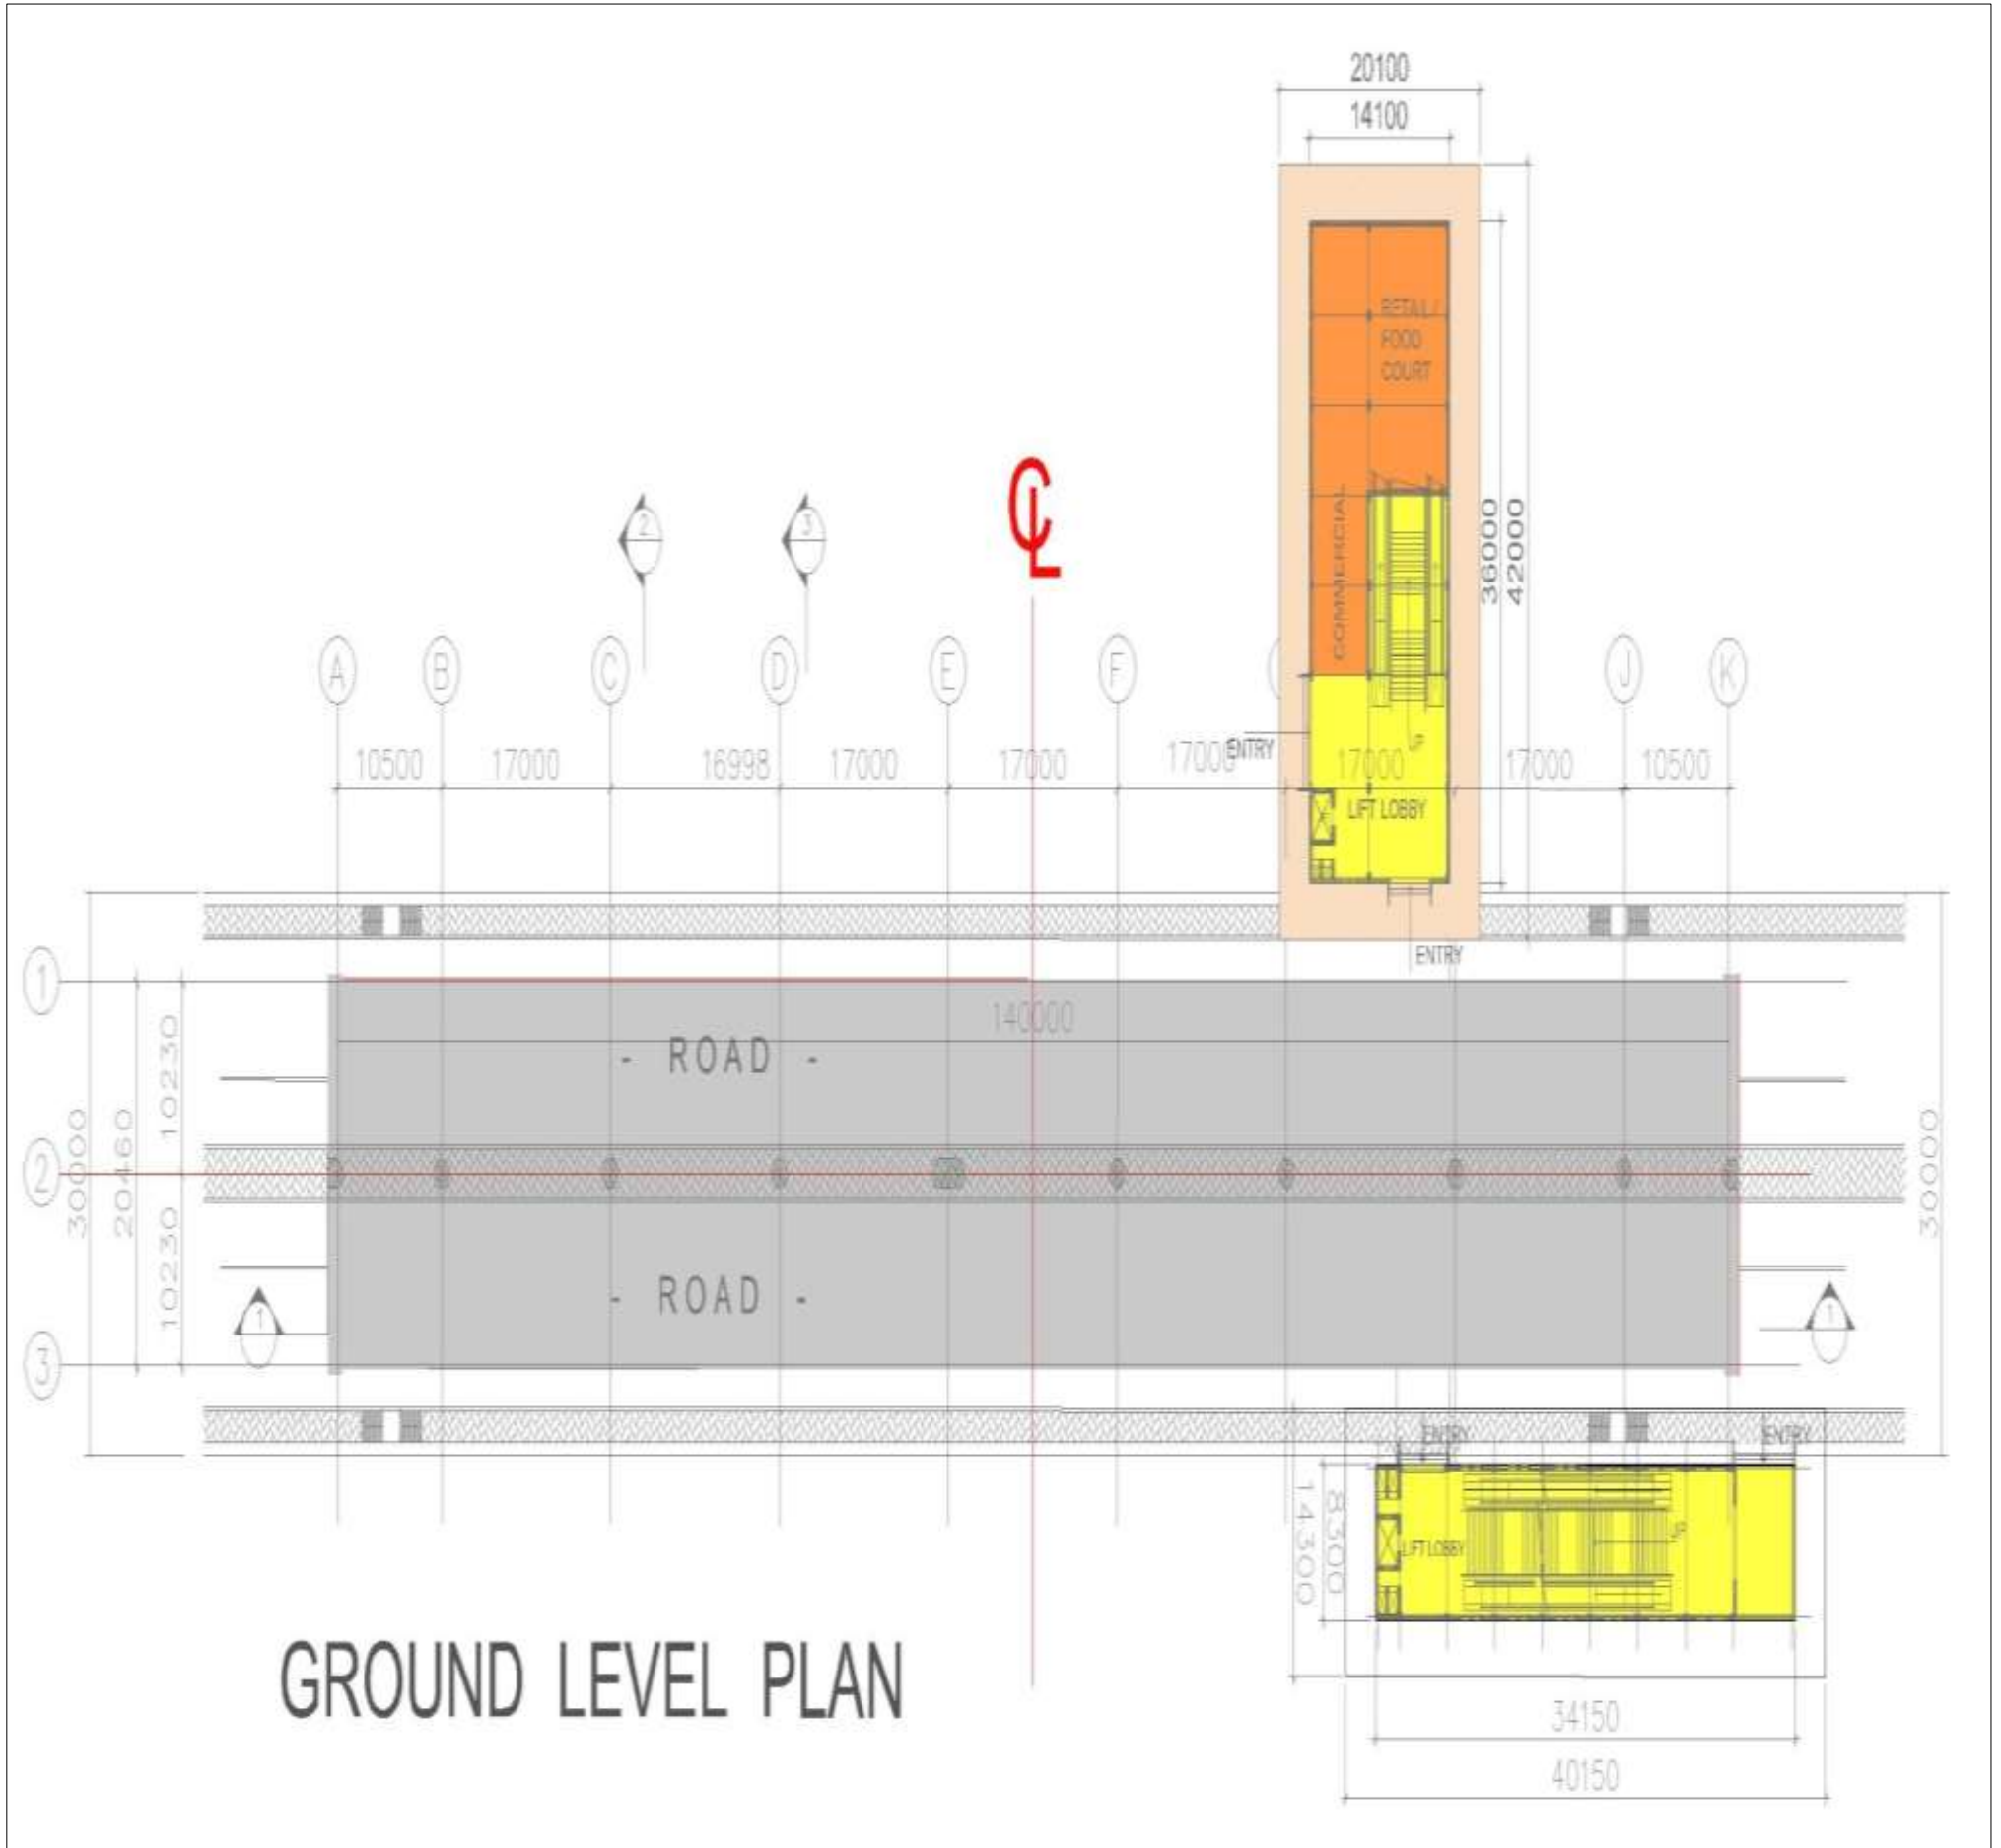 20100
14100
RETAIL/
FOOD
COURT
COMMERCIAL
36000
42000
2
3
CL
A
B
C
D
E
F
J
K
10500
17000
16998
17000
17000
17000
17000
17000
10500
ENTRY
UP
LIFT LOBBY
ENTRY
1
2
3
30000
20460
10230
10230
140000
- ROAD -
- ROAD -
1
1
30000
ENTRY
ENTRY
14300
8300
LIFT LOBBY
UP
34150
40150
GROUND LEVEL PLAN